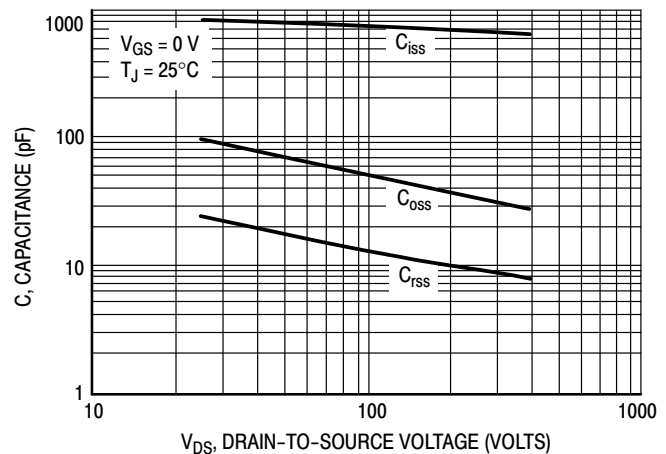 1000
V_GS = 0 V
T_J = 25°C
C_iss
100
C_oss
10
C_rss
1
C, CAPACITANCE (pF)
10
100
1000
V_DS, DRAIN-TO-SOURCE VOLTAGE (VOLTS)